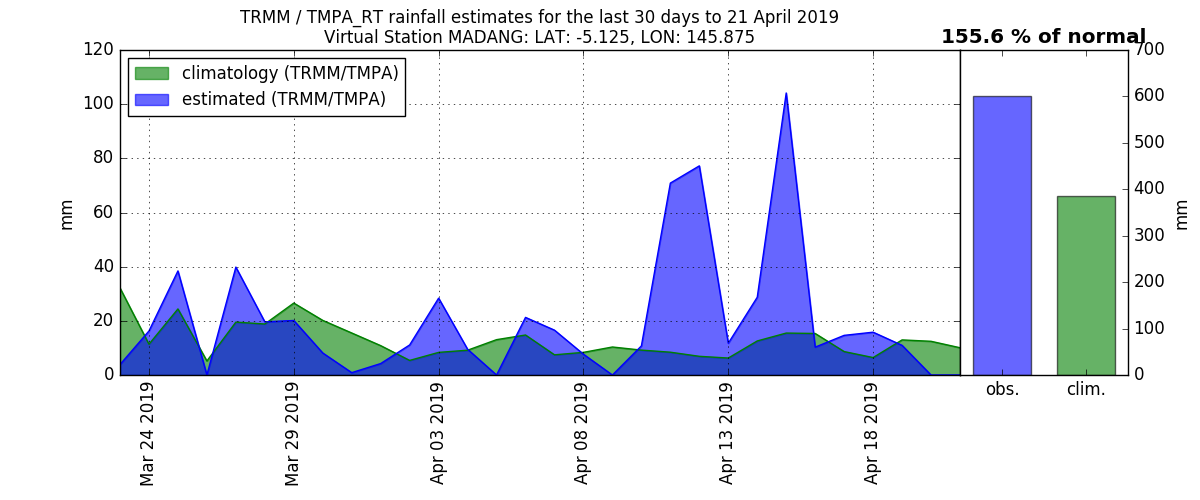 TRMM / TMPA_RT rainfall estimates for the last 30 days to 21 April 2019
Virtual Station MADANG: LAT: -5.125, LON: 145.875
155.6 % of normal
climatology (TRMM/TMPA)
estimated (TRMM/TMPA)
120
100
80
60
40
20
0
mm
Mar 24 2019
Mar 29 2019
Apr 03 2019
Apr 08 2019
Apr 13 2019
Apr 18 2019
700
600
500
400
300
200
100
0
mm
obs.
clim.